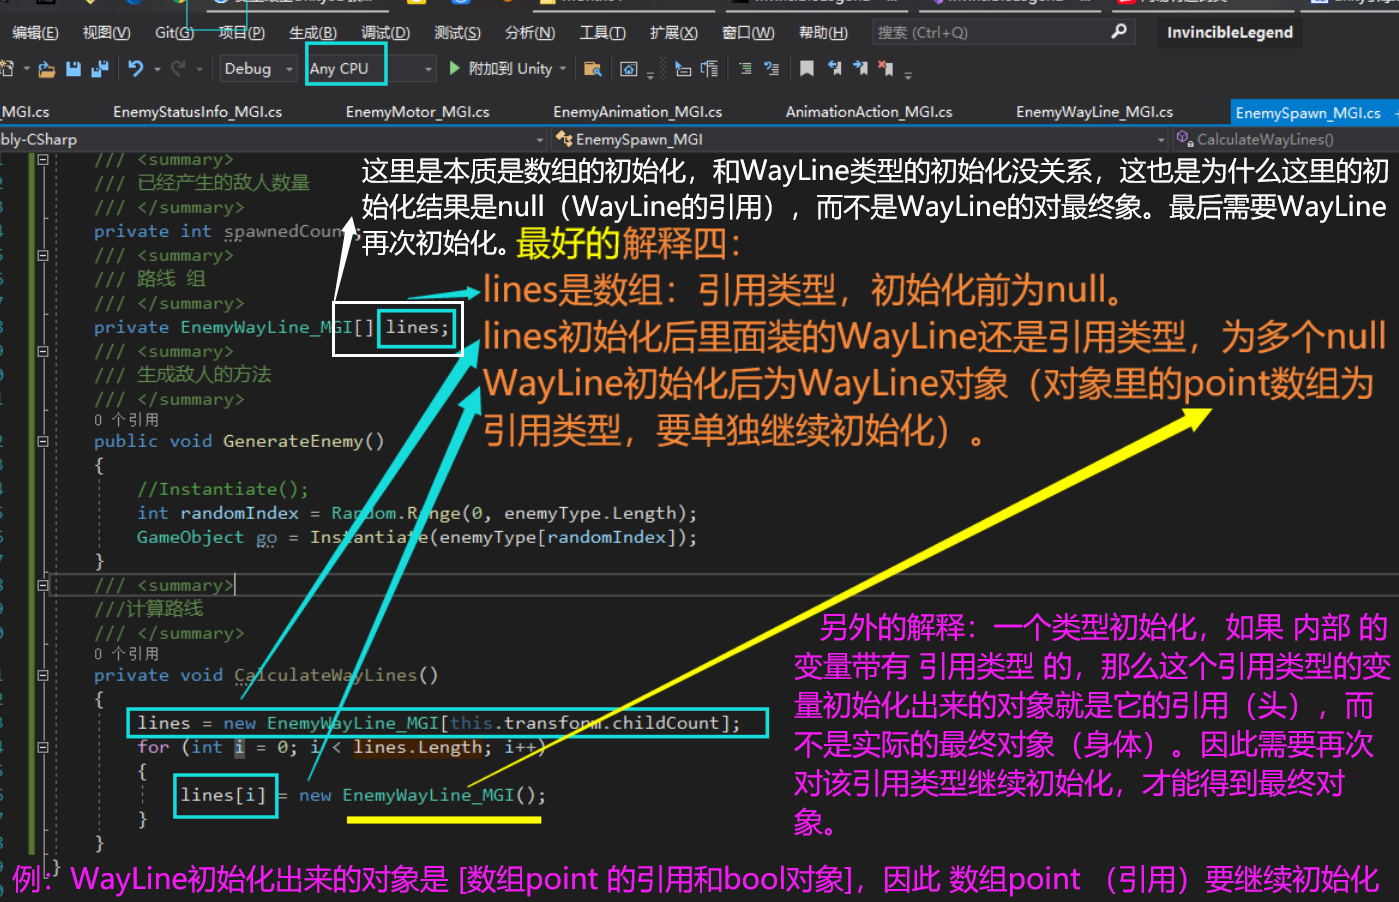 编辑(E) 视图(V) Git(G) 项目(P) 生成(B) 调试(D) 测试(S) 分析(N) 工具(T) 扩展(X) 窗口(W) 帮助(H) 搜索 (Ctrl+Q) InvincibleLegend
Debug Any CPU 附加到 Unity
_MGI.cs EnemyStatusInfo_MGI.cs EnemyMotor_MGI.cs EnemyAnimation_MGI.cs AnimationAction_MGI.cs EnemyWayLine_MGI.cs EnemySpawn_MGI.cs
bly-CSharp EnemySpawn_MGI CalculateWayLines()
/// <summary>
/// 已经产生的敌人数量
/// </summary>
private int spawnedCount;
/// <summary>
/// 路线 组
/// </summary>
private EnemyWayLine_MGI[] lines;
/// <summary>
/// 生成敌人的方法
/// </summary>
0 个引用
public void GenerateEnemy()
{
//Instantiate();
int randomIndex = Random.Range(0, enemyType.Length);
GameObject go = Instantiate(enemyType[randomIndex]);
}
/// <summary>
///计算路线
/// </summary>
0 个引用
private void CalculateWayLines()
{
lines = new EnemyWayLine_MGI[this.transform.childCount];
for (int i = 0; i < lines.Length; i++)
{
lines[i] = new EnemyWayLine_MGI();
}
}
}
这里是本质是数组的初始化，和WayLine类型的初始化没关系，这也是为什么这里的初
始化结果是null（WayLine的引用），而不是WayLine的对最终象。最后需要WayLine
再次初始化。
最好的解释四：
lines是数组：引用类型，初始化前为null。
lines初始化后里面装的WayLine还是引用类型，为多个null
WayLine初始化后为WayLine对象（对象里的point数组为
引用类型，要单独继续初始化）。
另外的解释：一个类型初始化，如果 内部 的
变量带有 引用类型 的，那么这个引用类型的变
量初始化出来的对象就是它的引用（头），而
不是实际的最终对象（身体）。因此需要再次
对该引用类型继续初始化，才能得到最终对
象。
例：WayLine初始化出来的对象是 [数组point 的引用和bool对象]，因此 数组point （引用）要继续初始化